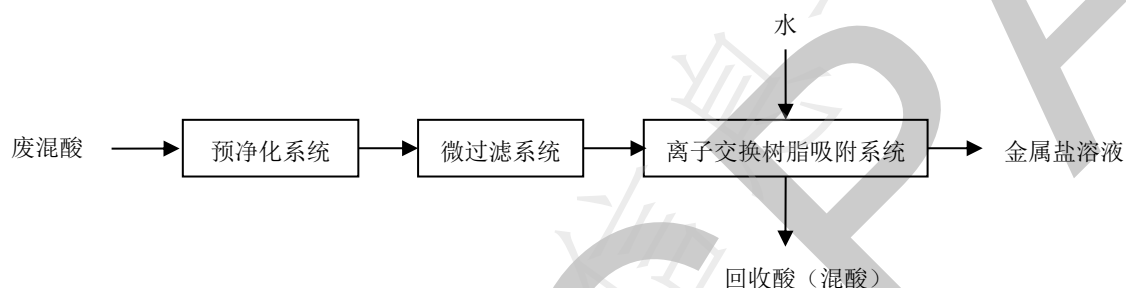 水
废混酸
预净化系统
微过滤系统
离子交换树脂吸附系统
金属盐溶液
回收酸（混酸）